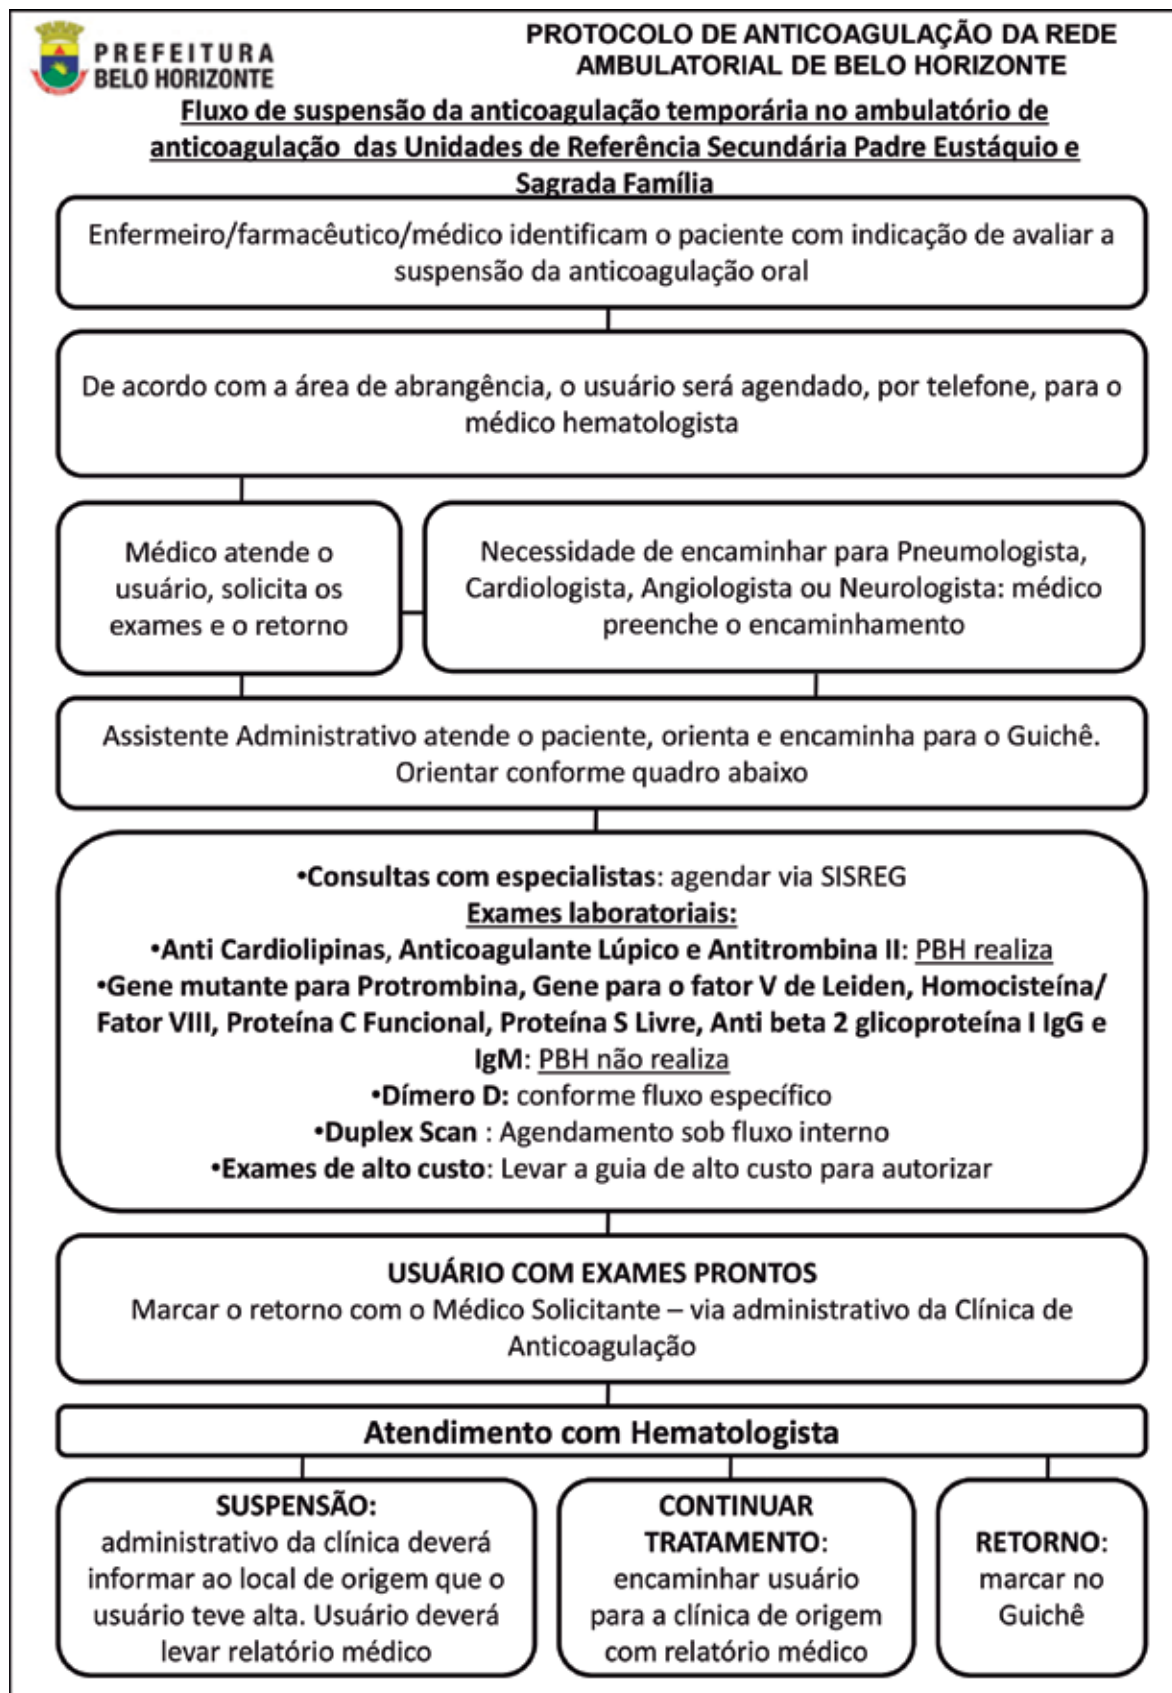 PREFEITURA
BELO HORIZONTE
PROTOCOLO DE ANTICOAGULAÇÃO DA REDE
AMBULATORIAL DE BELO HORIZONTE
Fluxo de suspensão da anticoagulação temporária no ambulatório de
anticoagulação das Unidades de Referência Secundária Padre Eustáquio e
Sagrada Família
Enfermeiro/farmacêutico/médico identificam o paciente com indicação de avaliar a
suspensão da anticoagulação oral
De acordo com a área de abrangência, o usuário será agendado, por telefone, para o
médico hematologista
Médico atende o
usuário, solicita os
exames e o retorno
Necessidade de encaminhar para Pneumologista,
Cardiologista, Angiologista ou Neurologista: médico
preenche o encaminhamento
Assistente Administrativo atende o paciente, orienta e encaminha para o Guichê.
Orientar conforme quadro abaixo
•Consultas com especialistas: agendar via SISREG
Exames laboratoriais:
•Anti Cardiolipinas, Anticoagulante Lúpico e Antitrombina II: PBH realiza
•Gene mutante para Protrombina, Gene para o fator V de Leiden, Homocisteína/
Fator VIII, Proteína C Funcional, Proteína S Livre, Anti beta 2 glicoproteína I IgG e
IgM: PBH não realiza
•Dímero D: conforme fluxo específico
•Duplex Scan : Agendamento sob fluxo interno
•Exames de alto custo: Levar a guia de alto custo para autorizar
USUÁRIO COM EXAMES PRONTOS
Marcar o retorno com o Médico Solicitante – via administrativo da Clínica de
Anticoagulação
Atendimento com Hematologista
SUSPENSÃO:
administrativo da clínica deverá
informar ao local de origem que o
usuário teve alta. Usuário deverá
levar relatório médico
CONTINUAR
TRATAMENTO:
encaminhar usuário
para a clínica de origem
com relatório médico
RETORNO:
marcar no
Guichê